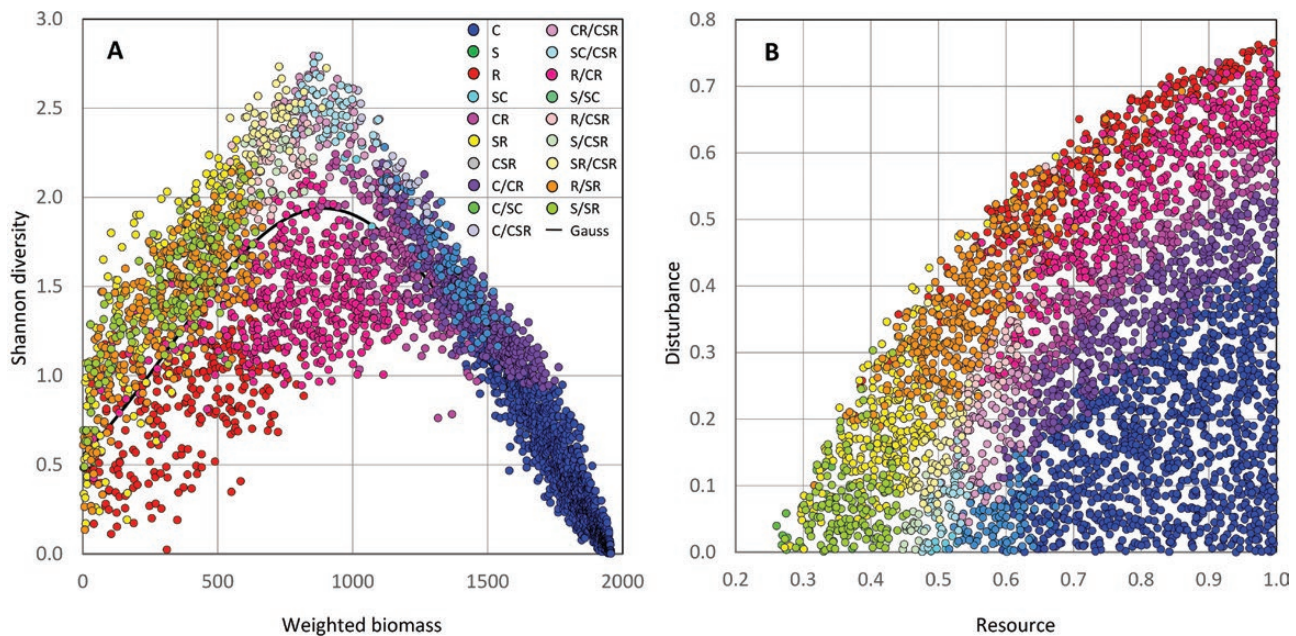 A
3.0
2.5
2.0
1.5
1.0
0.5
0.0
Shannon diversity
0 500 1000 1500 2000
Weighted biomass
C CR/CSR
S SC/CSR
R R/CR
SC S/SC
CR R/CSR
SR S/CSR
CSR SR/CSR
C/CR R/SR
C/SC S/SR
C/CSR Gauss
B
0.8
0.7
0.6
0.5
0.4
0.3
0.2
0.1
0.0
Disturbance
0.2 0.3 0.4 0.5 0.6 0.7 0.8 0.9 1.0
Resource